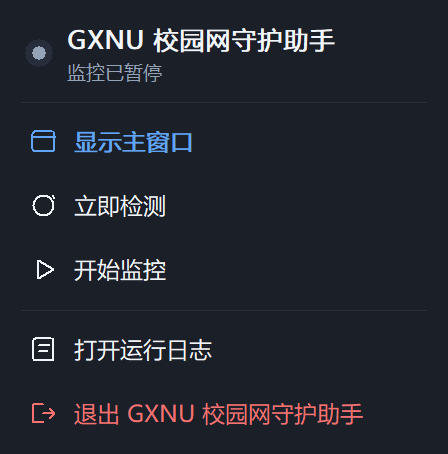 GXNU 校园网守护助手
监控已暂停
显示主窗口
立即检测
开始监控
打开运行日志
退出 GXNU 校园网守护助手